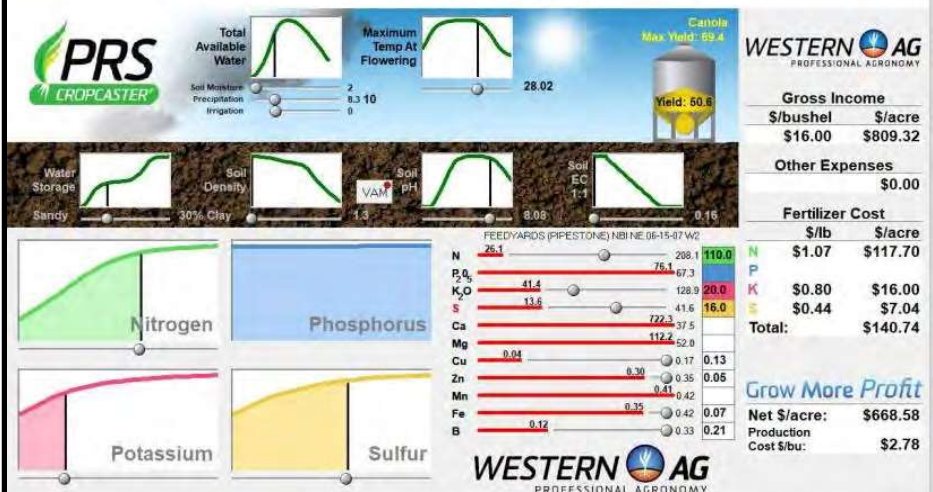 PRS
CROPCASTER
Total
Available
Water
Soil Moisture 2
Precipitation 8.3 10
Irrigation 0
Maximum
Temp At
Flowering
28.02
Canola
Max Yield: 69.4
Yield: 50.6
Water
Storage
Sandy
30% Clay
Soil
Density
1.3
VAM
Soil
pH
8.08
Soil
EC
1:1
0.16
Nitrogen
Phosphorus
Potassium
Sulfur
FEEDYARDS (PIPESTONE) NBI NE 06-15-07 W2
N 26.1 208.1 110.0
P2O5 76.1 67.3
K2O 41.4 128.9 20.0
S 13.6 41.6 16.0
Ca 722.3 37.5
Mg 112.2 52.0
Cu 0.04 0.17 0.13
Zn 0.30 0.35 0.05
Mn 0.41 0.42
Fe 0.35 0.42 0.07
B 0.12 0.33 0.21
WESTERN AG
PROFESSIONAL AGRONOMY
WESTERN AG
PROFESSIONAL AGRONOMY
Gross Income
$/bushel $/acre
$16.00 $809.32
Other Expenses
$0.00
Fertilizer Cost
$/lb $/acre
N $1.07 $117.70
P
K $0.80 $16.00
S $0.44 $7.04
Total: $140.74
Grow More Profit
Net $/acre: $668.58
Production
Cost $/bu: $2.78